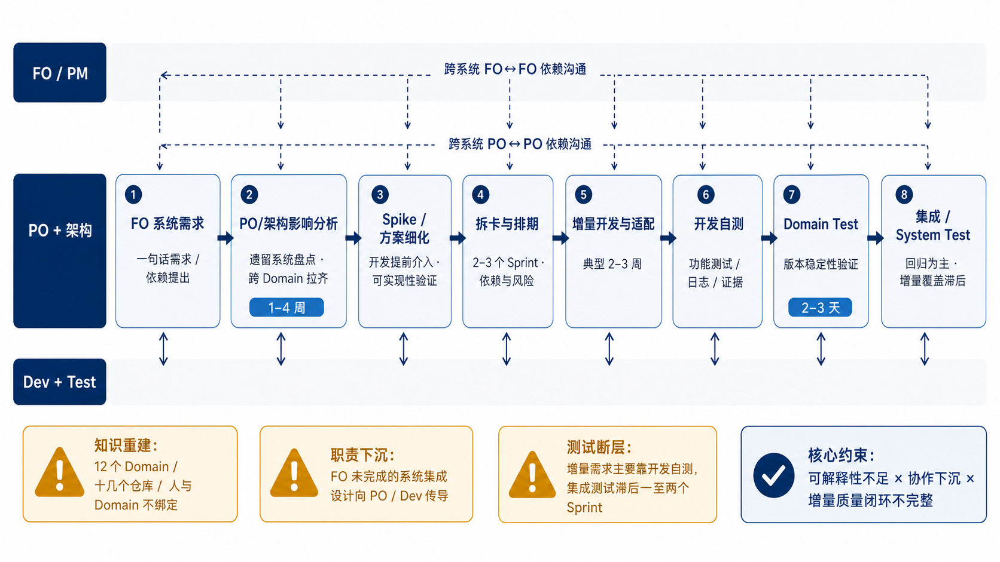 FO / PM
跨系统 FO↔FO 依赖沟通
跨系统 PO↔PO 依赖沟通
PO + 架构
1
FO 系统需求
一句话需求 /
依赖提出
2
PO/架构影响分析
遗留系统盘点 ·
跨 Domain 拉齐
1–4 周
3
Spike /
方案细化
开发提前介入 ·
可实现性验证
4
拆卡与排期
2–3 个 Sprint ·
依赖与风险
5
增量开发与适配
典型 2–3 周
6
开发自测
功能测试 /
日志 / 证据
7
Domain Test
版本稳定性验证
2–3 天
8
集成 /
System Test
回归为主 ·
增量覆盖滞后
Dev + Test
知识重建：
12 个 Domain /
十几个仓库 / 人与
Domain 不绑定
职责下沉：
FO 未完成的系统集成
设计向 PO / Dev 传导
测试断层：
增量需求主要靠开发自测，
集成测试滞后一至两个
Sprint
核心约束：
可解释性不足 × 协作下沉 ×
增量质量闭环不完整